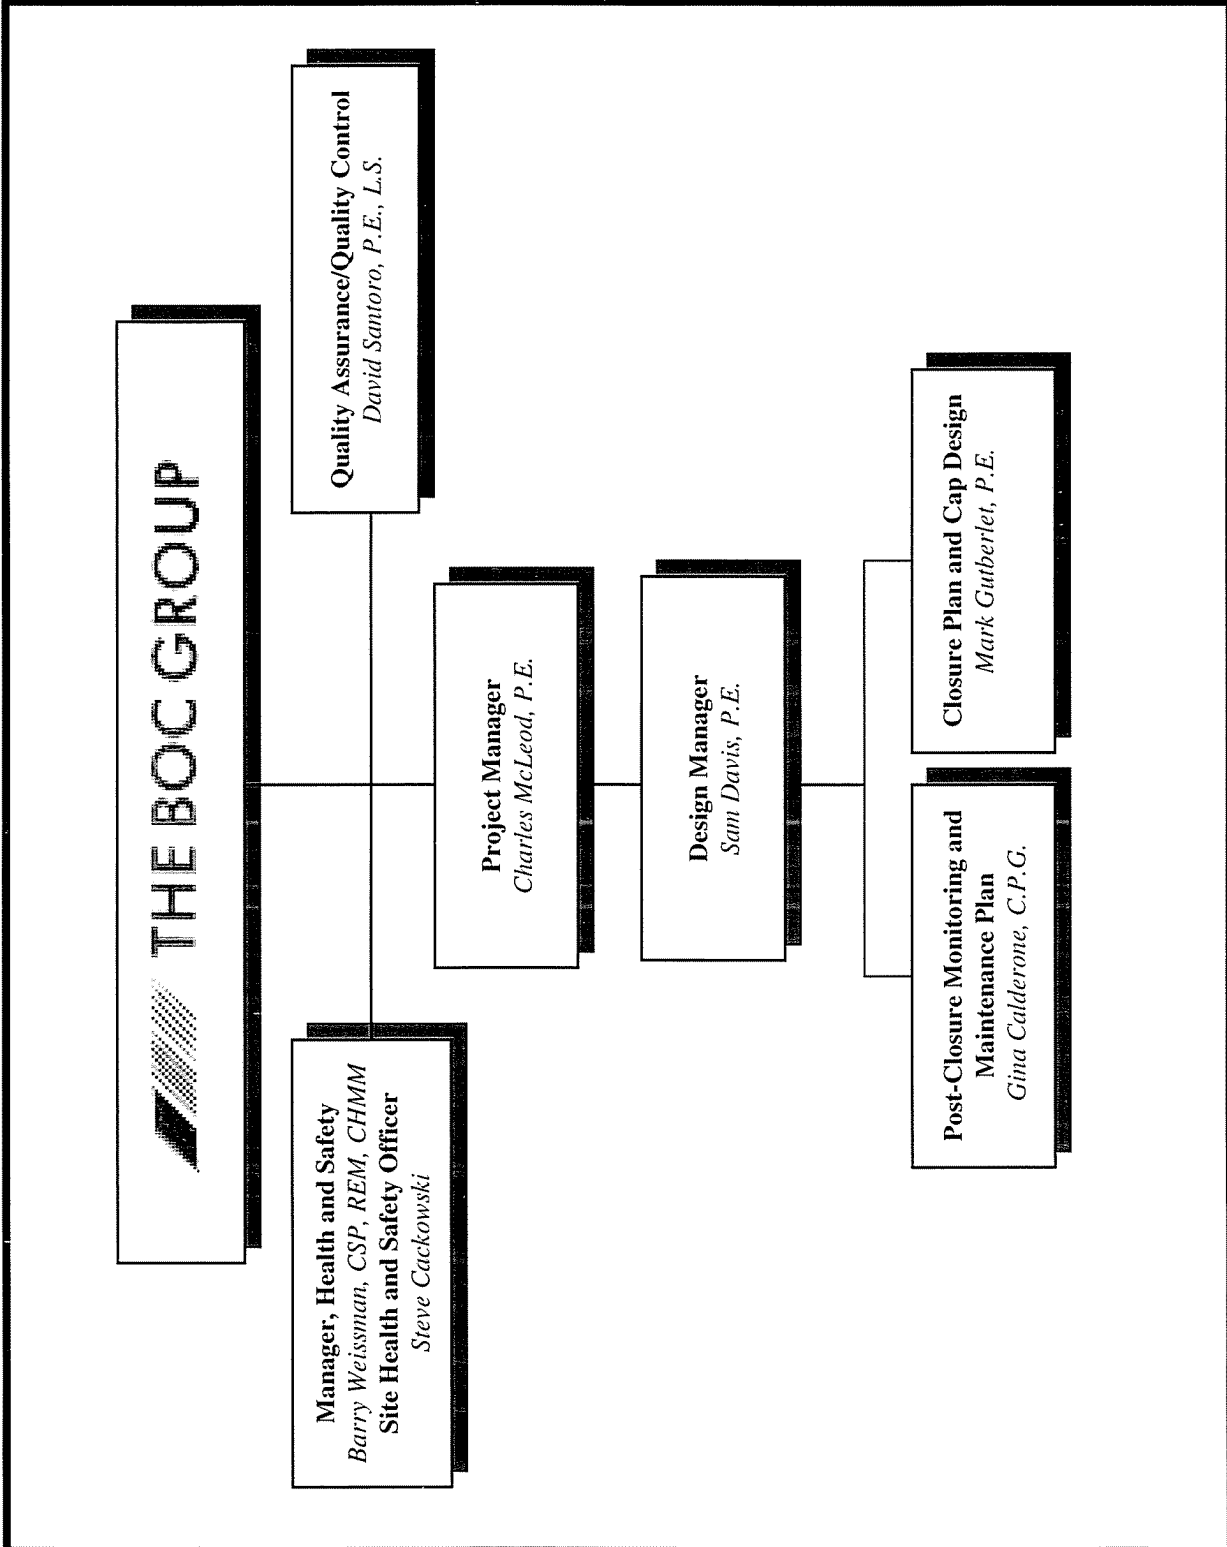 THE BOC GROUP
Manager, Health and Safety
Barry Weissman, CSP, REM, CHMM
Site Health and Safety Officer
Steve Cackowski
Quality Assurance/Quality Control
David Santoro, P.E., L.S.
Project Manager
Charles McLeod, P.E.
Design Manager
Sam Davis, P.E.
Post-Closure Monitoring and
Maintenance Plan
Gina Calderone, C.P.G.
Closure Plan and Cap Design
Mark Gutberlet, P.E.